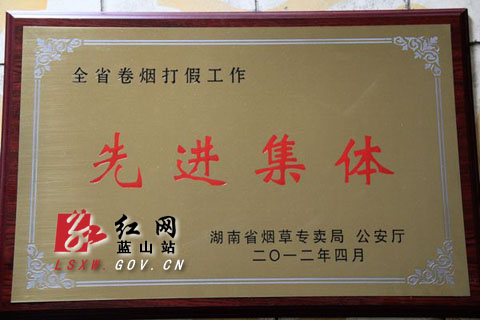 全省卷烟打假工作
先进集体
湖南省烟草专卖局 公安厅
二〇一二年四月
红网
蓝山站
LSXW.GOV.CN